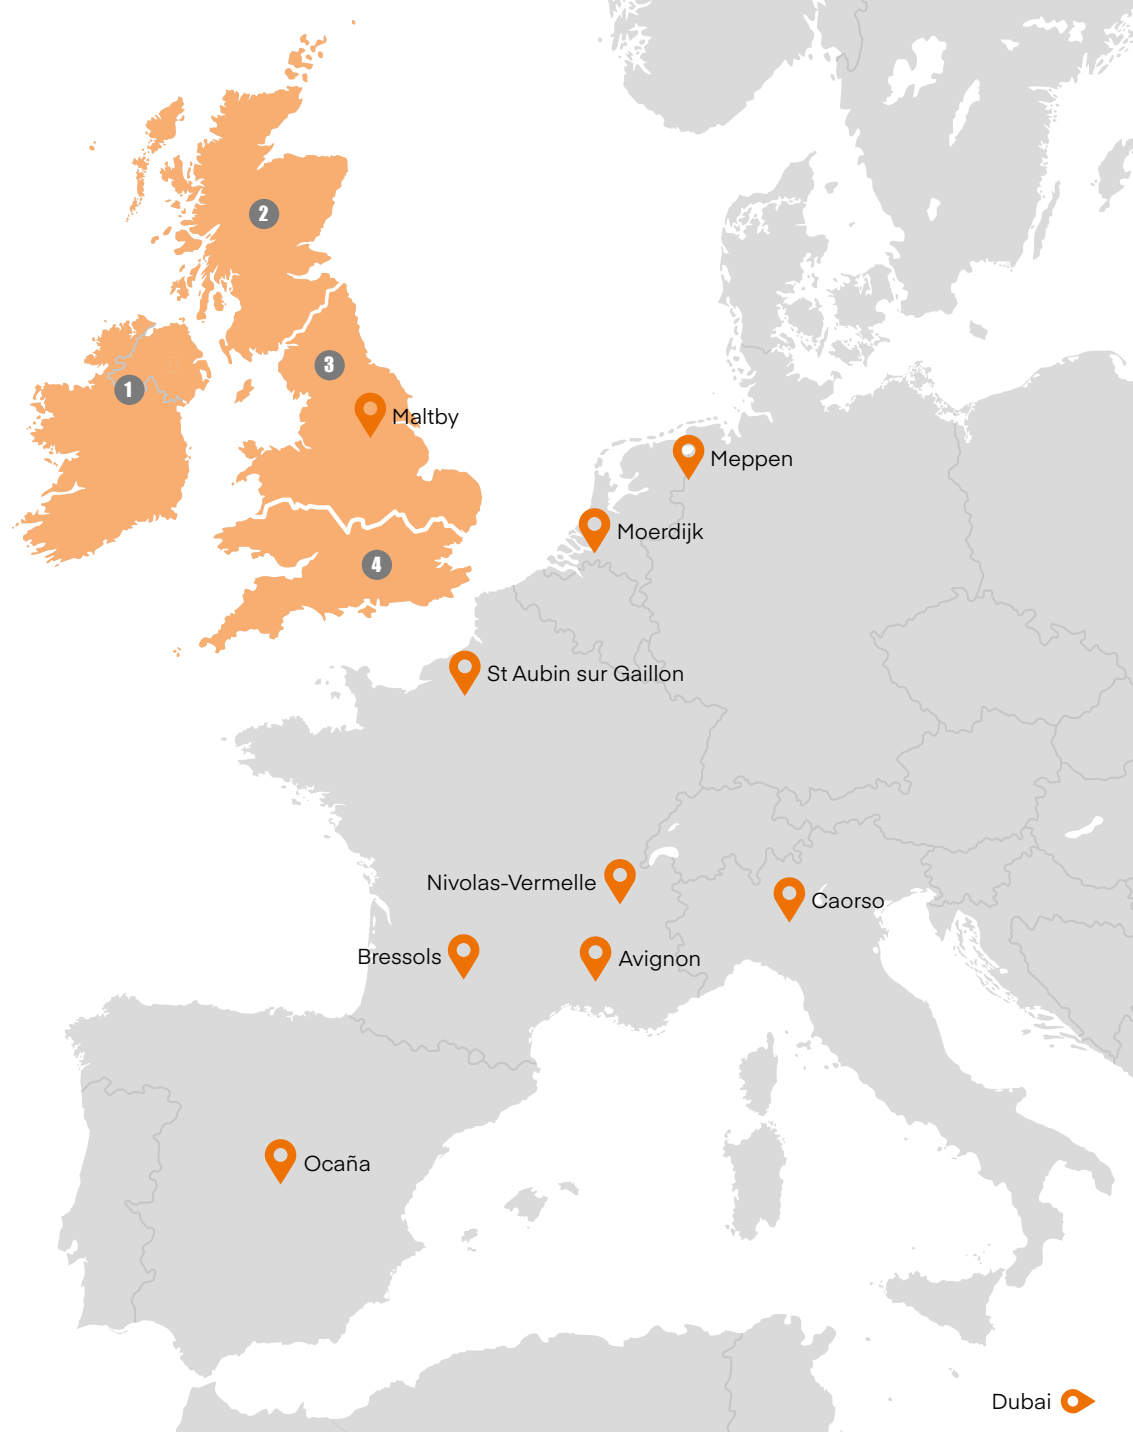 2
3
1
Maltby
Meppen
Moerdijk
4
St Aubin sur Gaillon
Nivolas-Vermelle
Caorso
Bressols
Avignon
Ocaña
Dubai